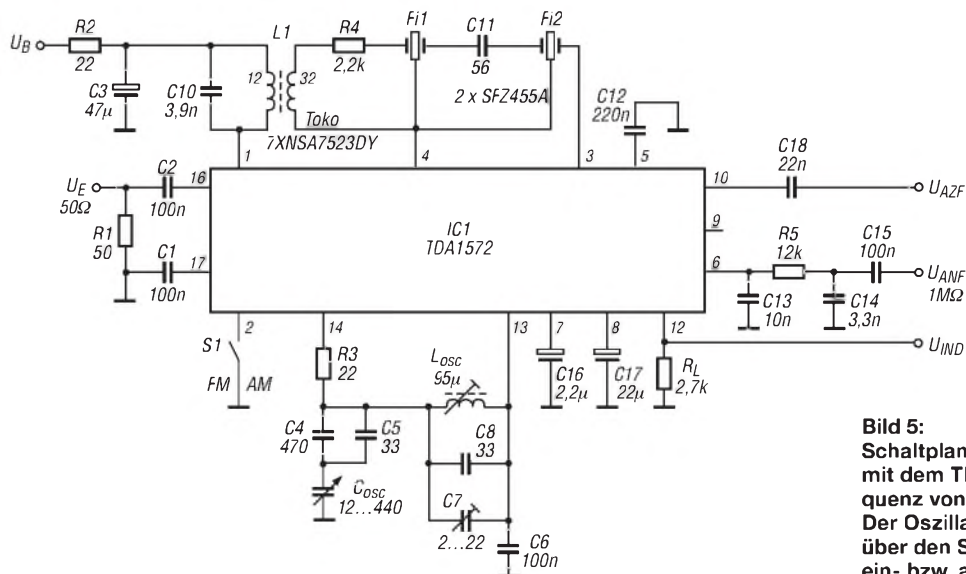 U_B
R2
22
C3
47µ
C10
3,9n
L1
12
32
Toko
7XNSA7523DY
R4
2,2k
Fi1
C11
56
Fi2
2 x SFZ455A
C12
220n
1
4
3
5
U_E
50Ω
R1
50
C2
100n
C1
100n
16
17
IC1
TDA1572
10
9
6
C18
22n
U_AZF
R5
12k
C15
100n
U_ANF
1MΩ
C13
10n
C14
3,3n
2
14
13
7
8
12
U_IND
S1
FM
AM
R3
22
L_OSC
95µ
C16
2,2µ
C17
22µ
R_L
2,7k
C4
470
C5
33
C8
33
C_OSC
12...440
C7
2...22
C6
100n
Bild 5:
Schaltplan
mit dem
quenz von
Der Oszilla
über den S
ein- bzw. a